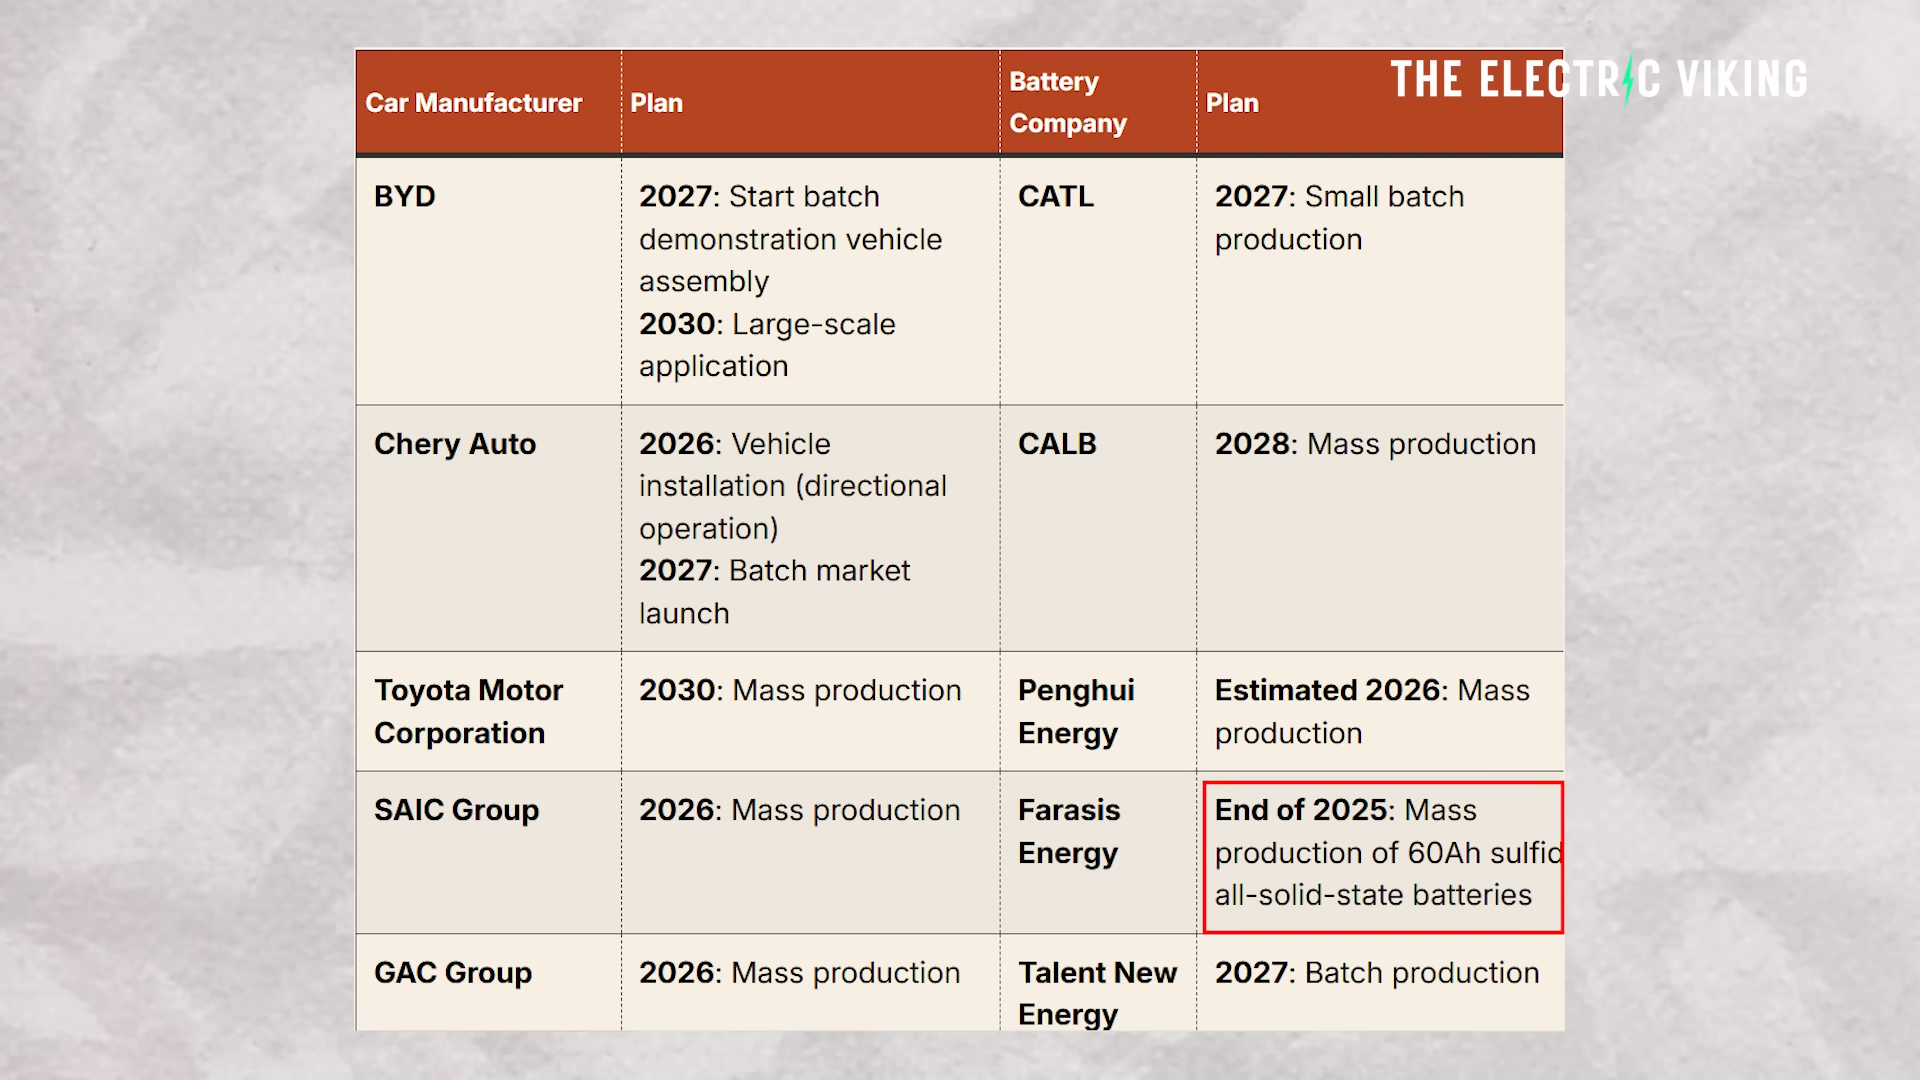 THE ELECTRIC VIKING
Car Manufacturer
Plan
Battery
Company
Plan
BYD
2027: Start batch
demonstration vehicle
assembly
2030: Large-scale
application
CATL
2027: Small batch
production
Chery Auto
2026: Vehicle
installation (directional
operation)
2027: Batch market
launch
CALB
2028: Mass production
Toyota Motor
Corporation
2030: Mass production
Penghui
Energy
Estimated 2026: Mass
production
SAIC Group
2026: Mass production
Farasis
Energy
End of 2025: Mass
production of 60Ah sulfid
all-solid-state batteries
GAC Group
2026: Mass production
Talent New
Energy
2027: Batch production